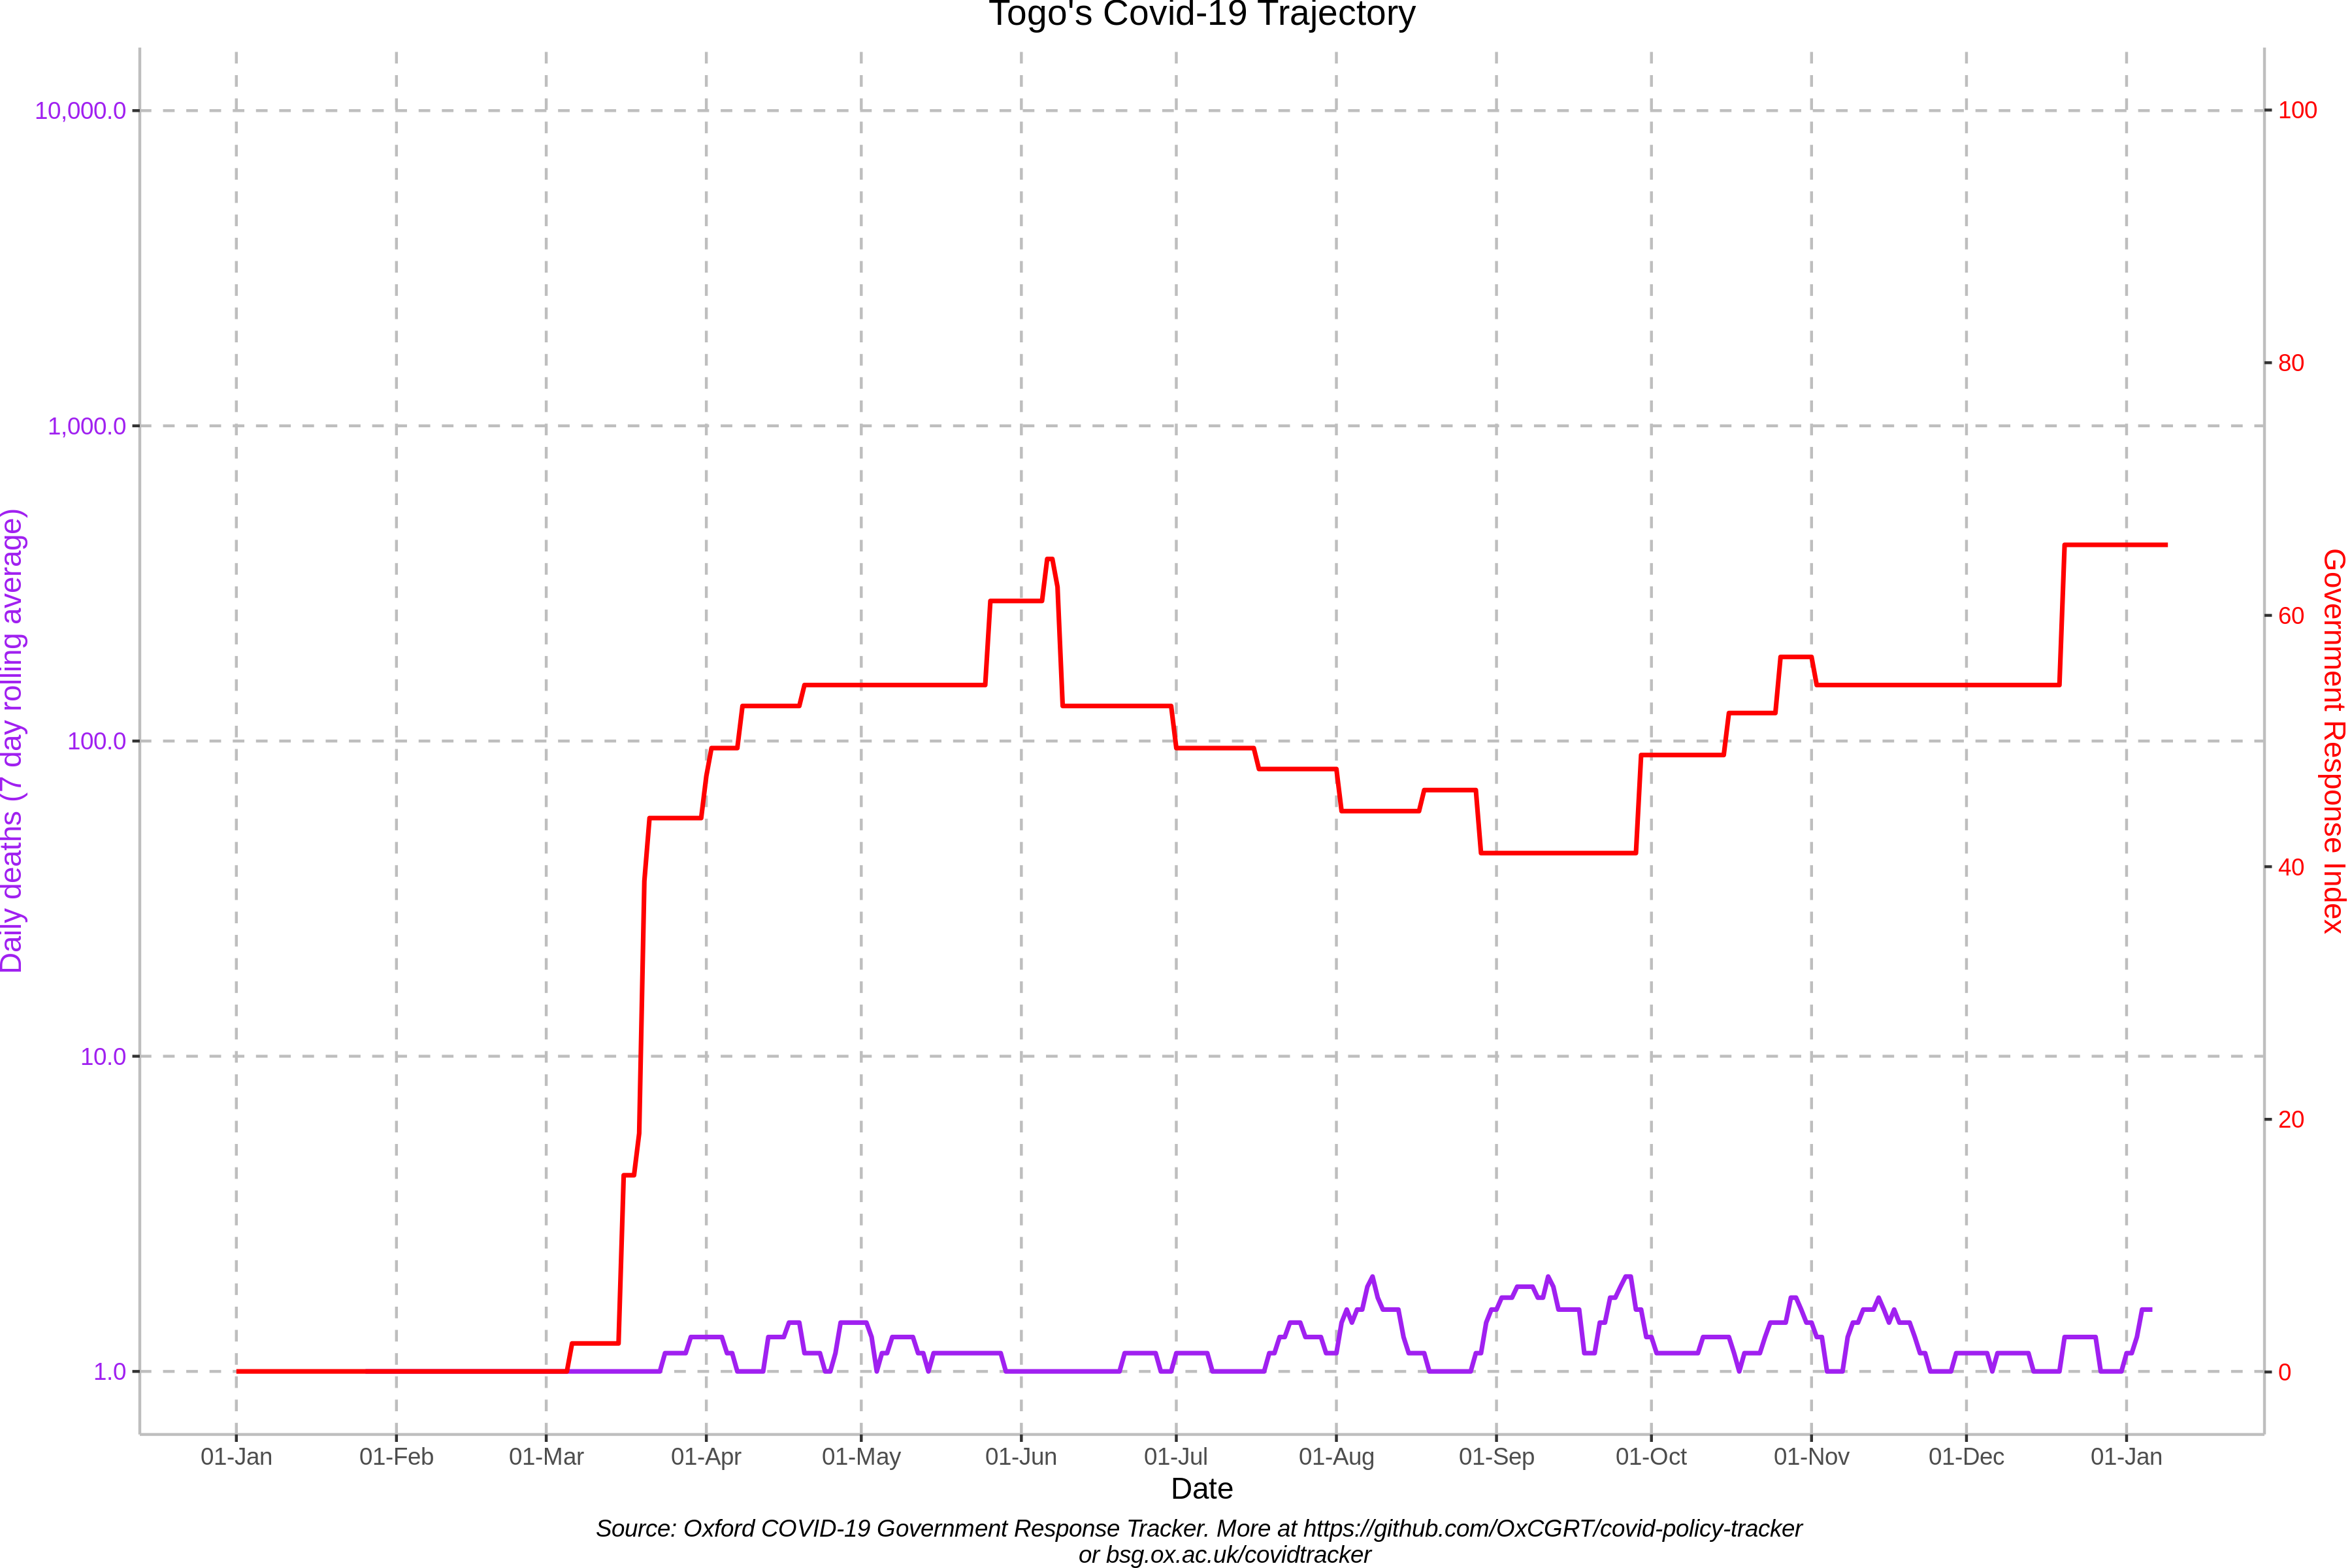 Togo's Covid-19 Trajectory
10,000.0
1,000.0
100.0
10.0
1.0
Daily deaths (7 day rolling average)
100
80
60
40
20
0
Government Response Index
01-Jan
01-Feb
01-Mar
01-Apr
01-May
01-Jun
01-Jul
01-Aug
01-Sep
01-Oct
01-Nov
01-Dec
01-Jan
Date
Source: Oxford COVID-19 Government Response Tracker. More at https://github.com/OxCGRT/covid-policy-tracker
or bsg.ox.ac.uk/covidtracker